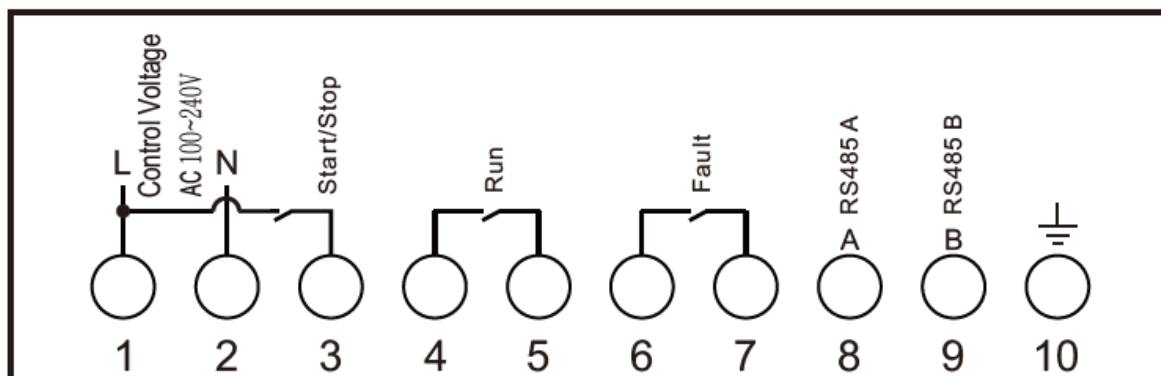 Control Voltage
AC 100~240V
L
N
Start/Stop
Run
Fault
RS485 A
A
RS485 B
B
1 2 3 4 5 6 7 8 9 10